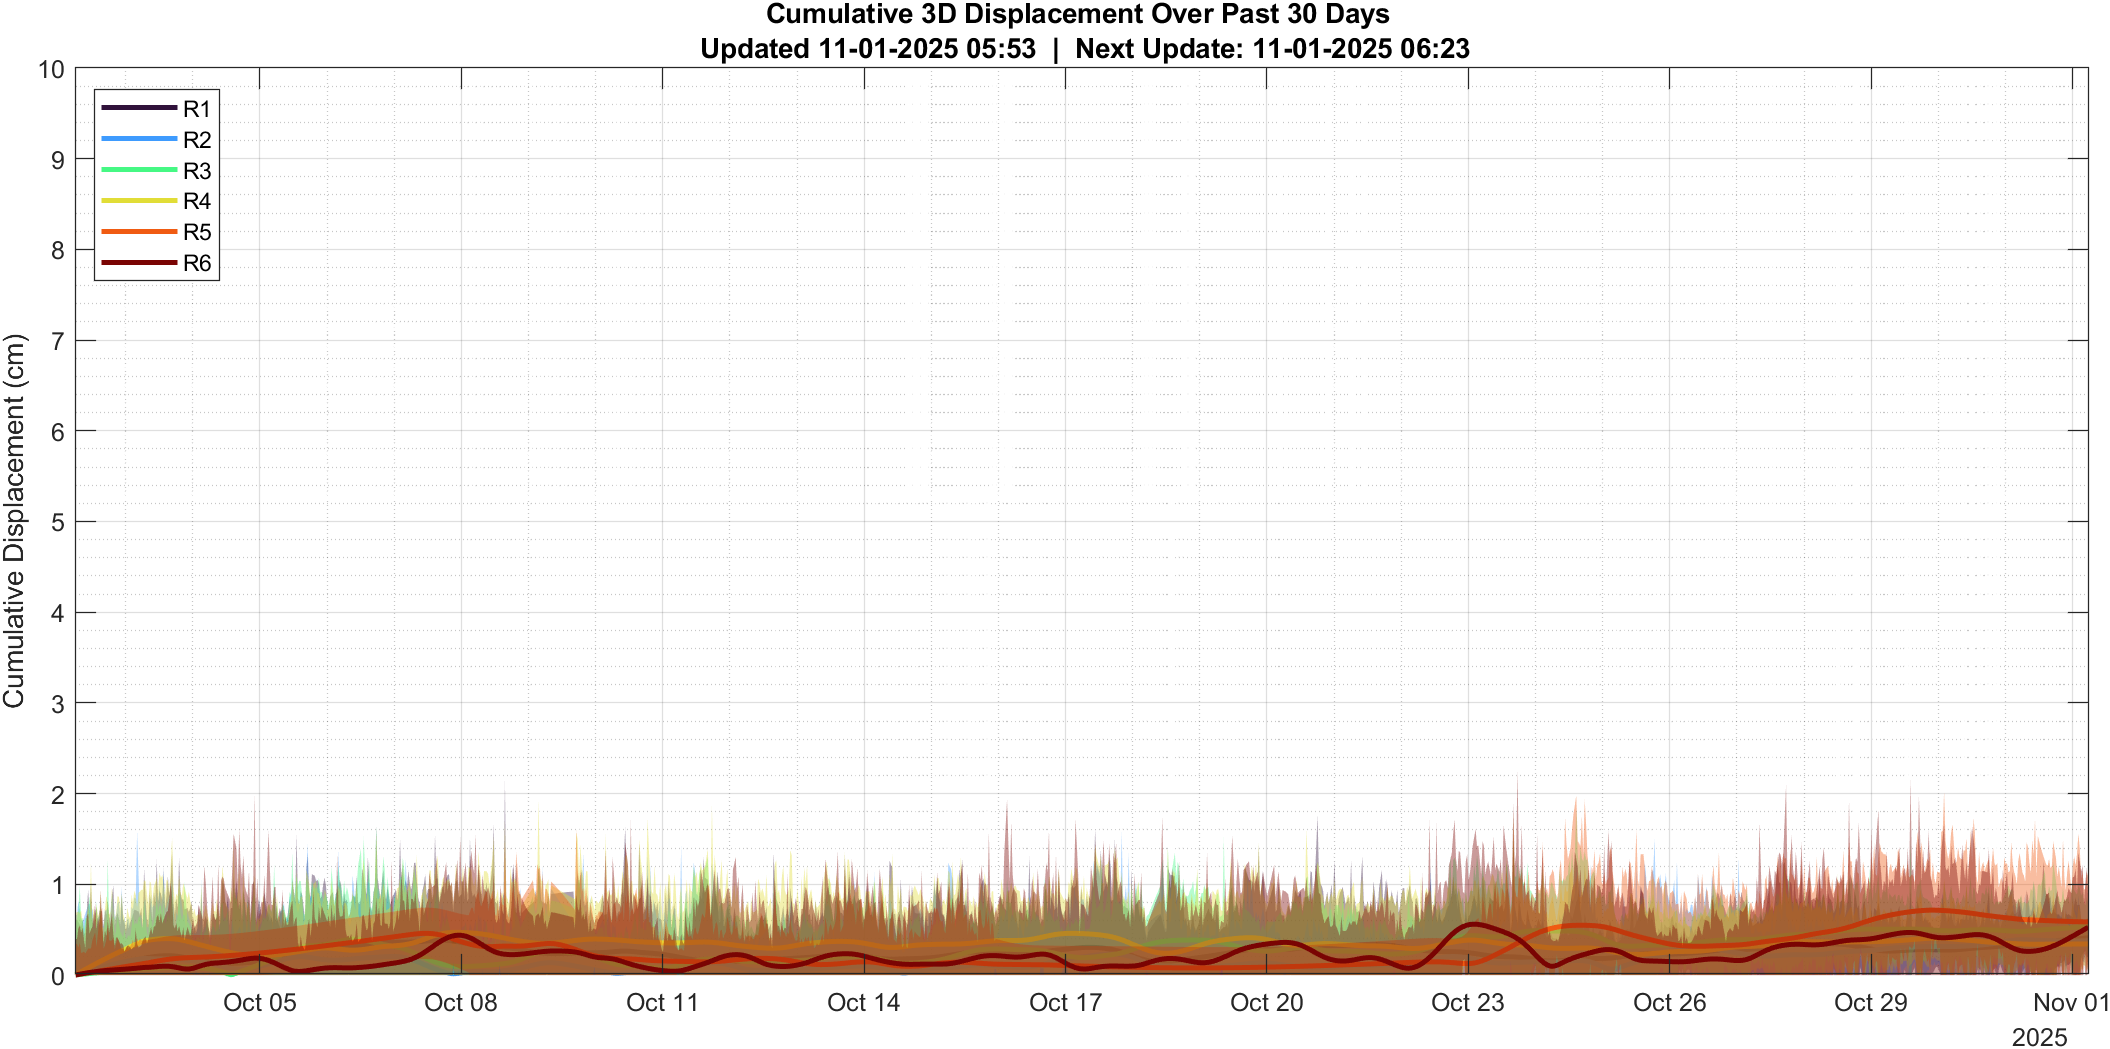 Cumulative 3D Displacement Over Past 30 Days
Updated 11-01-2025 05:53 | Next Update: 11-01-2025 06:23
Cumulative Displacement (cm)
10
9
8
7
6
5
4
3
2
1
0
R1
R2
R3
R4
R5
R6
Oct 05 Oct 08 Oct 11 Oct 14 Oct 17 Oct 20 Oct 23 Oct 26 Oct 29 Nov 01
2025